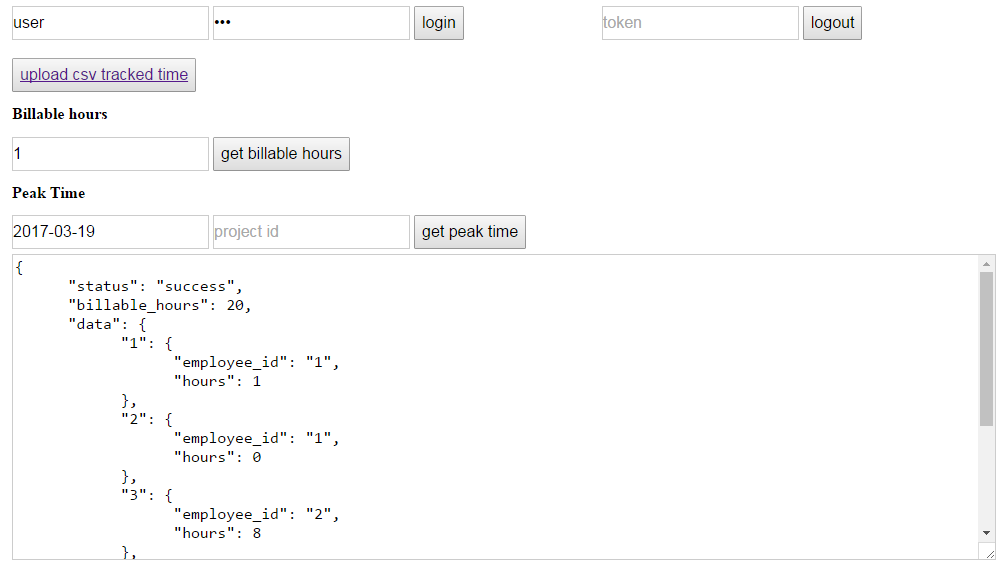 user ••• login token logout
upload csv tracked time
Billable hours
1 get billable hours
Peak Time
2017-03-19 project id get peak time
{
"status": "success",
"billable_hours": 20,
"data": {
"1": {
"employee_id": "1",
"hours": 1
},
"2": {
"employee_id": "1",
"hours": 0
},
"3": {
"employee_id": "2",
"hours": 8
},